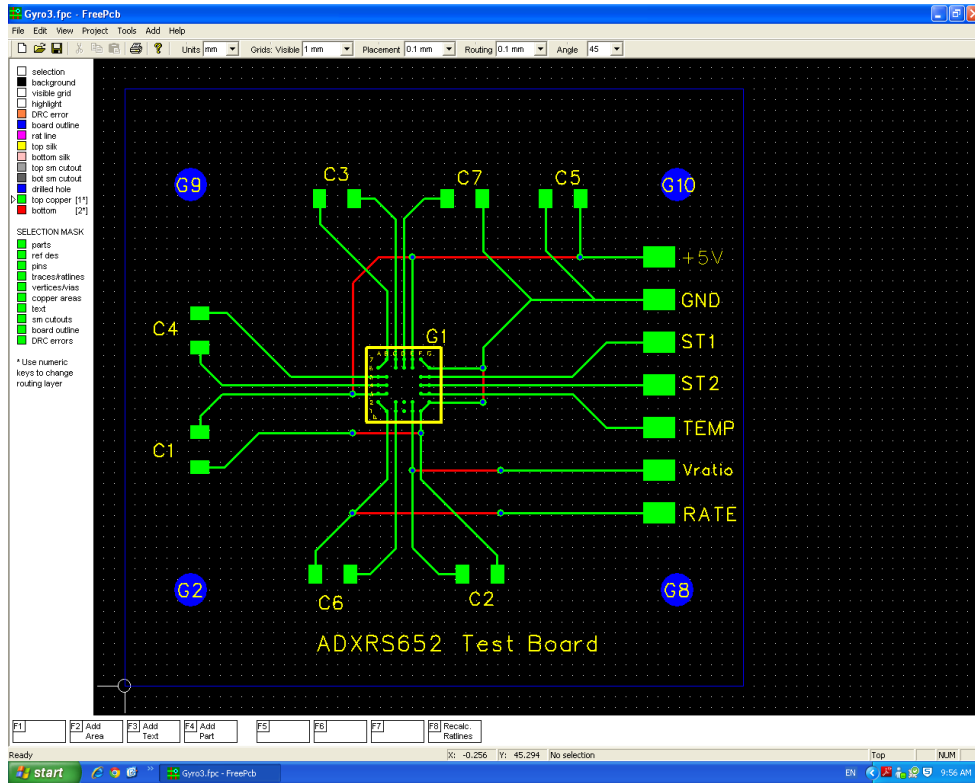 Gyro3.fpc - FreePcb
File Edit View Project Tools Add Help
Units mm Grids: Visible 1 mm Placement 0.1 mm Routing 0.1 mm Angle 45
selection
background
visible grid
highlight
DRC error
board outline
rat line
top silk
bottom silk
top sm cutout
bot sm cutout
drilled hole
top copper [1*]
bottom [2*]
SELECTION MASK
parts
ref des
pins
traces/ratlines
vertices/vias
copper areas
text
sm cutouts
board outline
DRC errors
* Use numeric
keys to change
routing layer
G9
C3
C7
C5
G10
+5V
GND
C4
G1
ST1
ST2
TEMP
C1
Vratio
RATE
G2
C6
C2
G8
ADXRS652 Test Board
F1
F2 Add Area
F3 Add Text
F4 Add Part
F5
F6
F7
F8 Recalc. Ratlines
Ready X: -0.256 Y: 45.294 No selection Top NUM
start Gyro3.fpc - FreePcb EN 9:56 AM